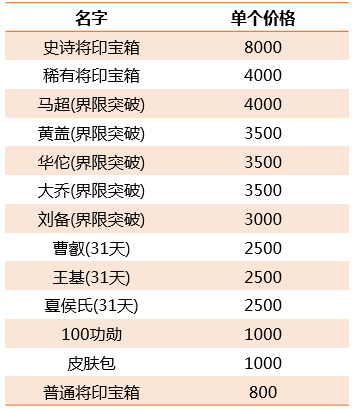 名字 单个价格
史诗将印宝箱 8000
稀有将印宝箱 4000
马超(界限突破) 4000
黄盖(界限突破) 3500
华佗(界限突破) 3500
大乔(界限突破) 3500
刘备(界限突破) 3000
曹叡(31天) 2500
王基(31天) 2500
夏侯氏(31天) 2500
100功勋 1000
皮肤包 1000
普通将印宝箱 800